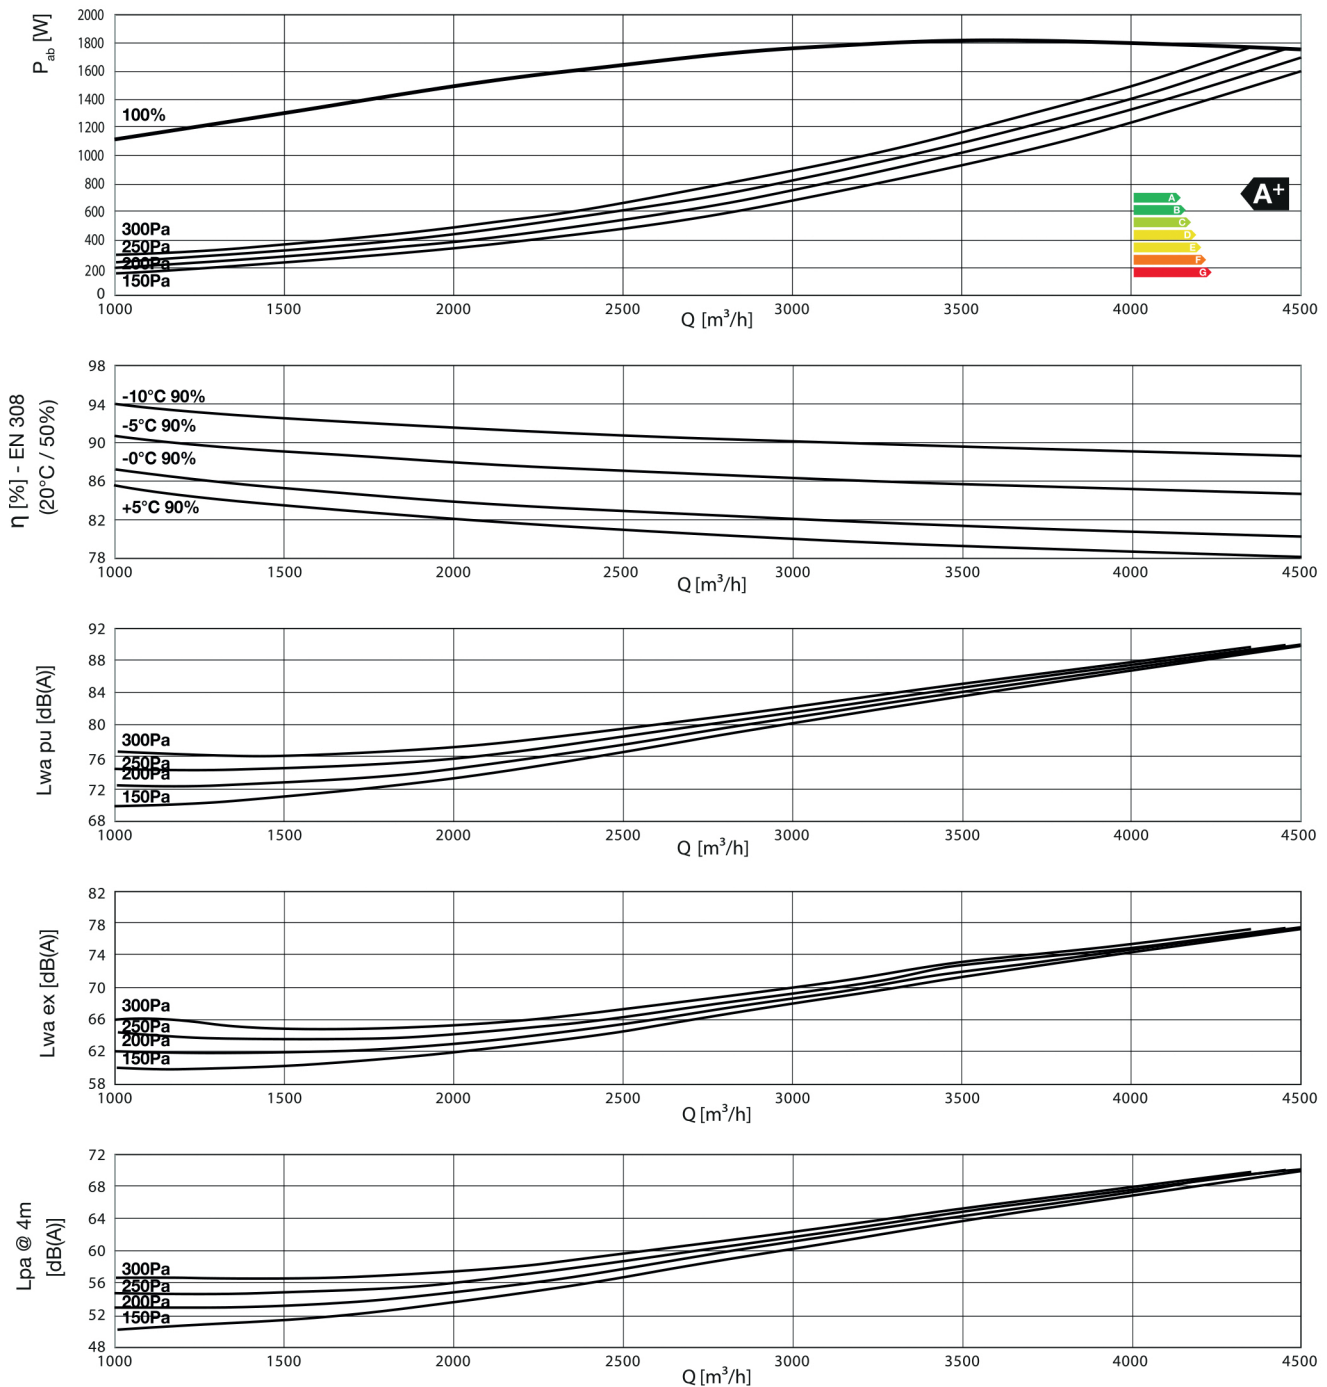 P ab [W]
2000
1800
1600
1400
1200
1000
800
600
400
200
0
100%
300Pa
250Pa
200Pa
150Pa
A
B
C
D
E
F
G
A+
1000 1500 2000 2500 3000 3500 4000 4500
Q [m³/h]
η [%] - EN 308
(20°C / 50%)
98
94
90
86
82
78
-10°C 90%
-5°C 90%
-0°C 90%
+5°C 90%
1000 1500 2000 2500 3000 3500 4000 4500
Q [m³/h]
Lwa pu [dB(A)]
92
88
84
80
76
72
68
300Pa
250Pa
200Pa
150Pa
1000 1500 2000 2500 3000 3500 4000 4500
Q [m³/h]
Lwa ex [dB(A)]
82
78
74
70
66
62
58
300Pa
250Pa
200Pa
150Pa
1000 1500 2000 2500 3000 3500 4000 4500
Q [m³/h]
Lpa @ 4m
[dB(A)]
72
68
64
60
56
52
48
300Pa
250Pa
200Pa
150Pa
1000 1500 2000 2500 3000 3500 4000 4500
Q [m³/h]